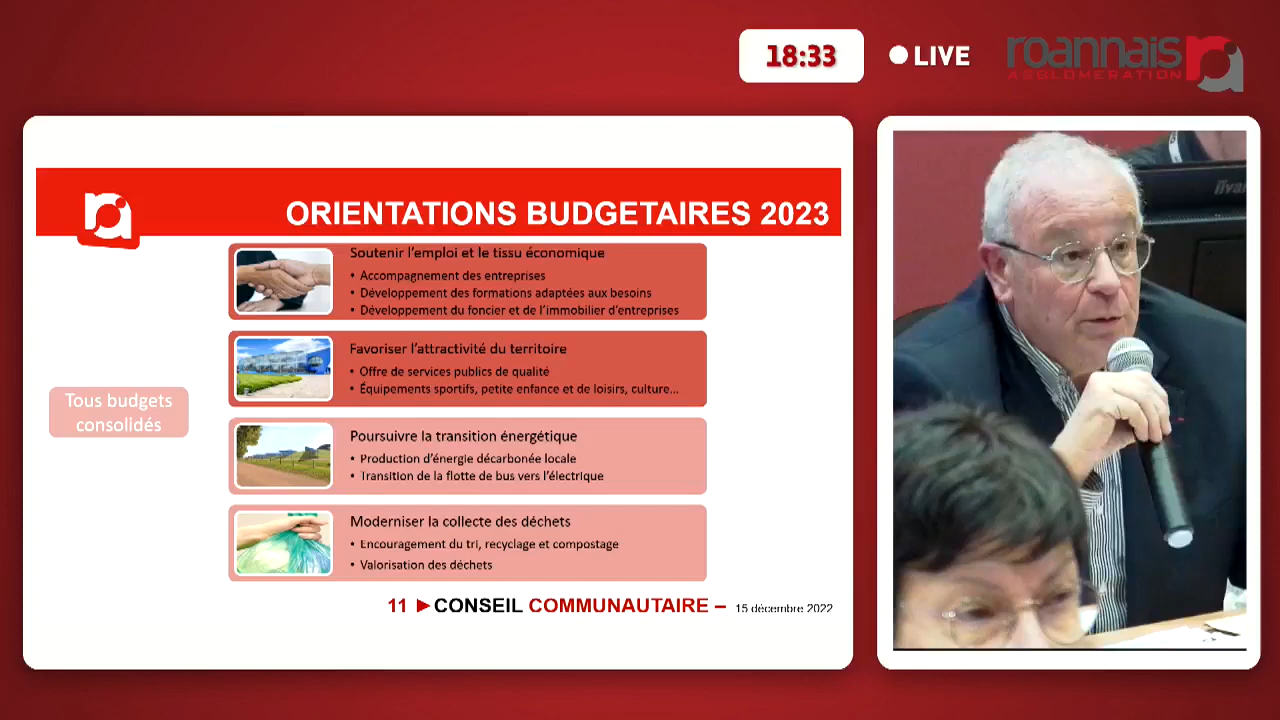 18:33
LIVE
roannais
AGGLOMERATION
ORIENTATIONS BUDGETAIRES 2023
Soutenir l'emploi et le tissu économique
• Accompagnement des entreprises
• Développement des formations adaptées aux besoins
• Développement du foncier et de l'immobilier d'entreprises
Favoriser l'attractivité du territoire
• Offre de services publics de qualité
• Équipements sportifs, petite enfance et de loisirs, culture...
Tous budgets
consolidés
Poursuivre la transition énergétique
• Production d'énergie décarbonée locale
• Transition de la flotte de bus vers l'électrique
Moderniser la collecte des déchets
• Encouragement du tri, recyclage et compostage
• Valorisation des déchets
11 ►CONSEIL COMMUNAUTAIRE – 15 décembre 2022